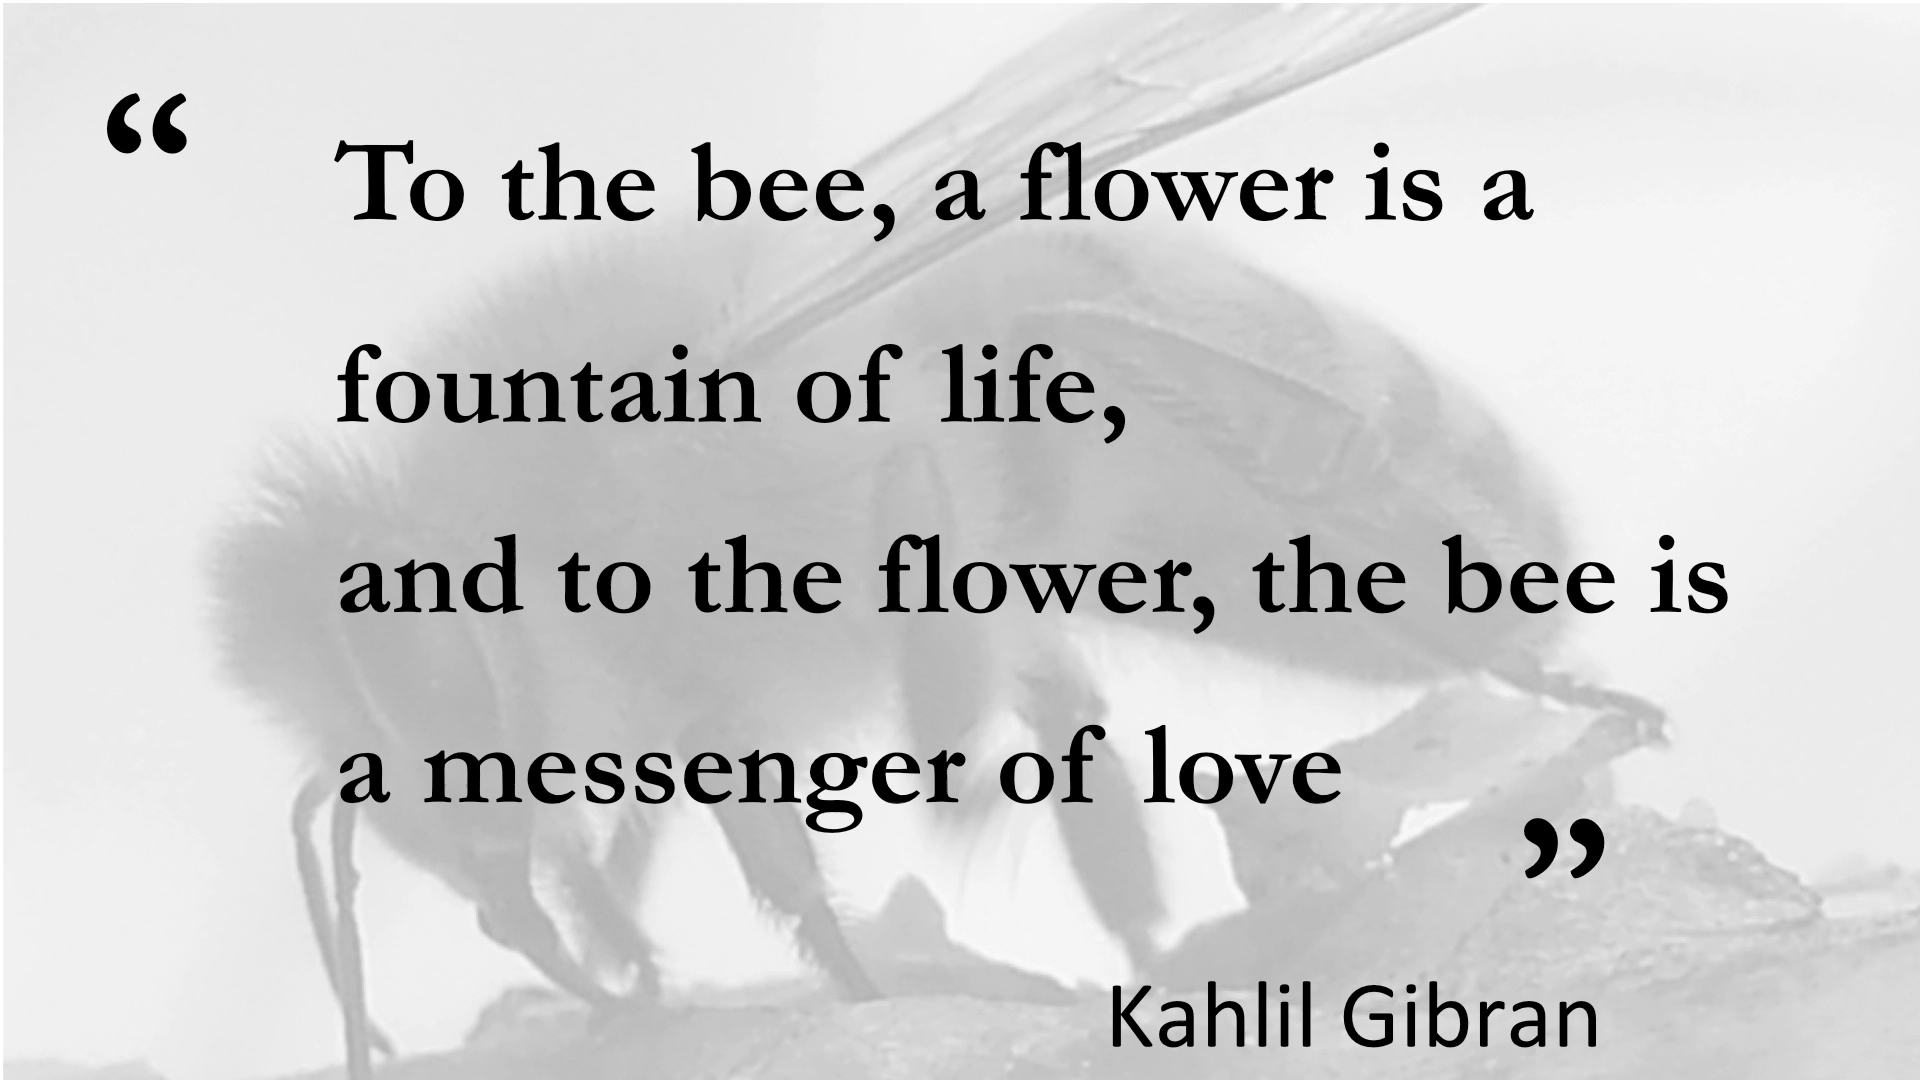 “
To the bee, a flower is a
fountain of life,
and to the flower, the bee is
a messenger of love
”
Kahlil Gibran